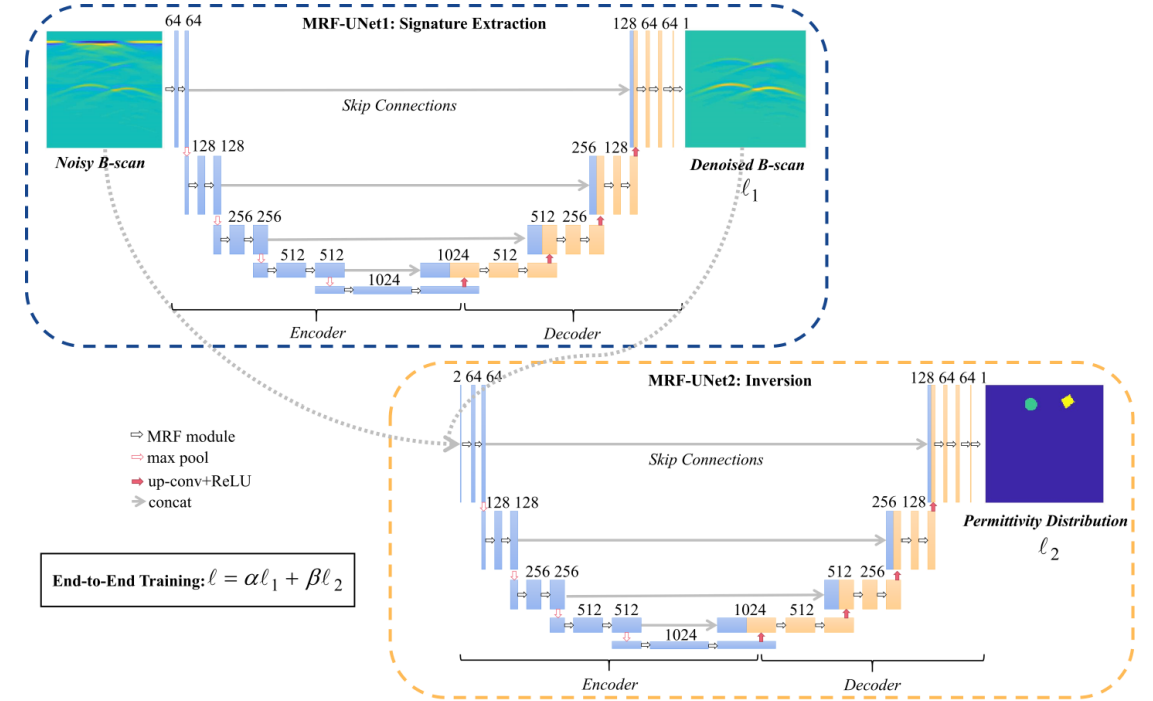 MRF-UNet1: Signature Extraction
64 64
128 64 64 1
Skip Connections
Noisy B-scan
Denoised B-scan
ℓ1
128 128
256 128
256 256
512 256
512 512
1024 512
1024
Encoder
Decoder
MRF-UNet2: Inversion
2 64 64
128 64 64 1
Skip Connections
MRF module
max pool
up-conv+ReLU
concat
128 128
256 128
Permittivity Distribution
ℓ2
256 256
512 256
End-to-End Training: ℓ = αℓ1 + βℓ2
512 512
1024 512
1024
Encoder
Decoder